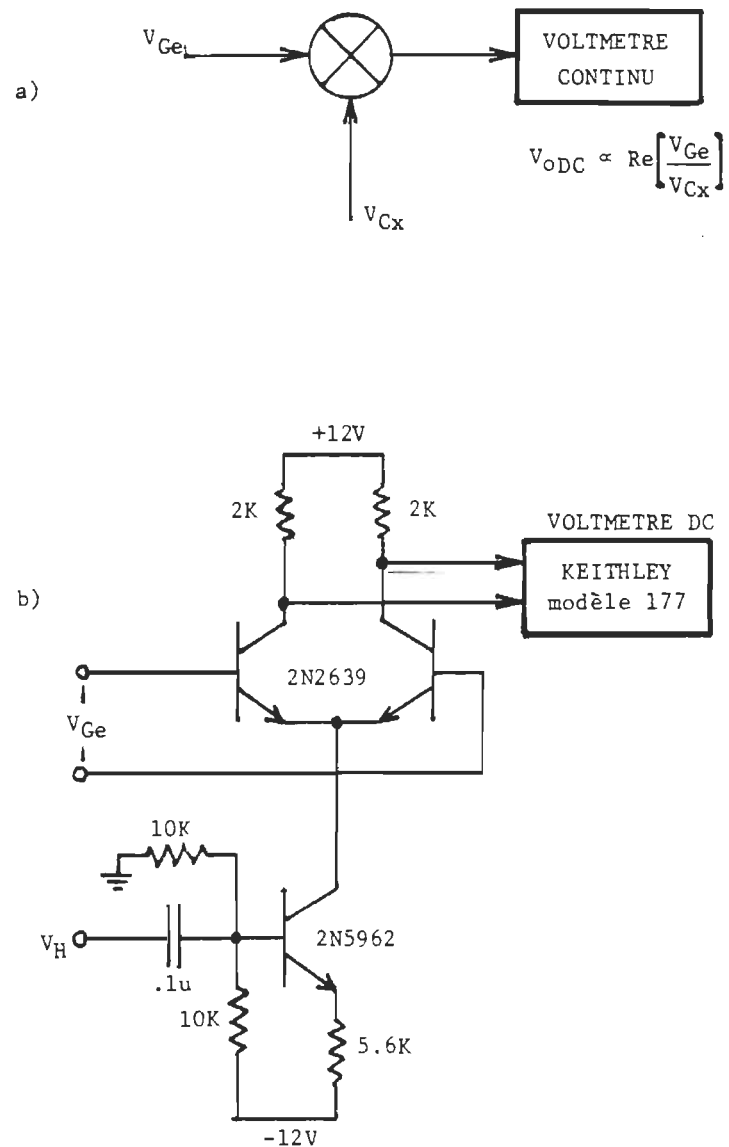 V_Ge
VOLTMETRE
CONTINU
a)
V_oDC ∝ Re[V_Ge/V_Cx]
V_Cx
+12V
2K
2K
VOLTMETRE DC
KEITHLEY
modèle 177
b)
2N2639
V_Ge
10K
V_H
2N5962
.1u
10K
5.6K
-12V